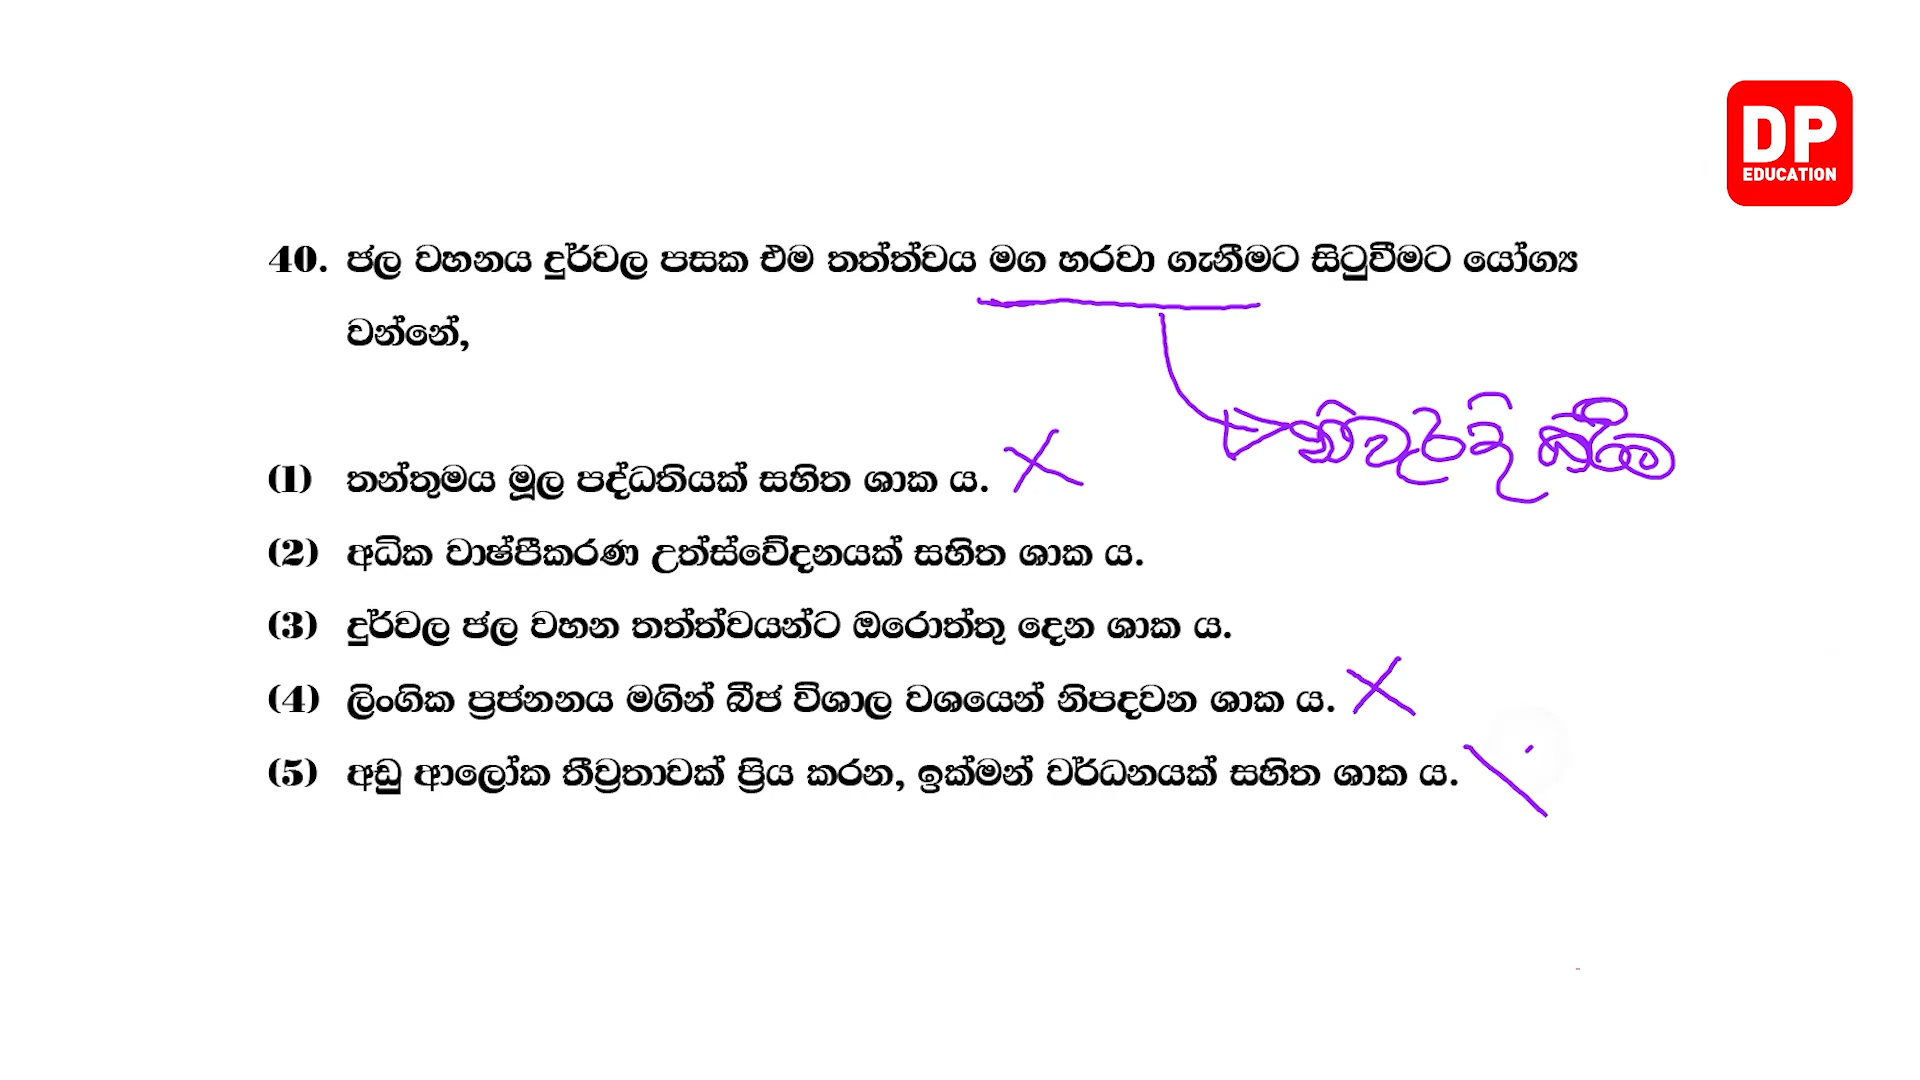 DP
EDUCATION
40. ජල වහනය දුර්වල පසක එම තත්ත්වය මග හරවා ගැනීමට සිටුවීමට යෝග්‍ය
වන්නේ,
නිවැරදි කිරීම
(1) තන්තුමය මූල පද්ධතියක් සහිත ශාක ය.
(2) අධික වාෂ්පීකරණ උත්ස්වේදනයක් සහිත ශාක ය.
(3) දුර්වල ජල වහන තත්ත්වයන්ට ඔරොත්තු දෙන ශාක ය.
(4) ලිංගික ප්‍රජනනය මගින් බීජ විශාල වශයෙන් නිපදවන ශාක ය.
(5) අඩු ආලෝක තීව්‍රතාවක් ප්‍රිය කරන, ඉක්මන් වර්ධනයක් සහිත ශාක ය.